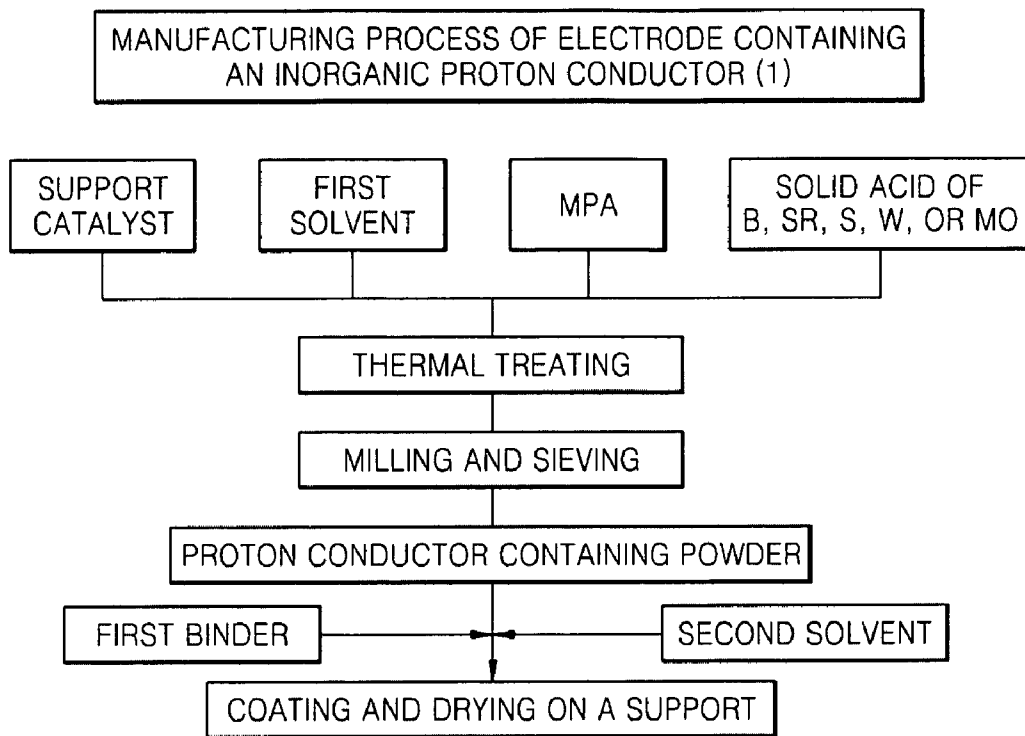 MANUFACTURING PROCESS OF ELECTRODE CONTAINING
AN INORGANIC PROTON CONDUCTOR (1)
SUPPORT
CATALYST
FIRST
SOLVENT
MPA
SOLID ACID OF
B, SR, S, W, OR MO
THERMAL TREATING
MILLING AND SIEVING
PROTON CONDUCTOR CONTAINING POWDER
FIRST BINDER
SECOND SOLVENT
COATING AND DRYING ON A SUPPORT